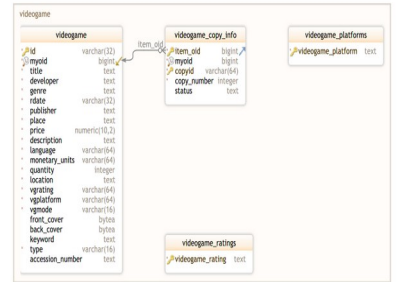 videogame
videogame
id varchar(32)
myoid bigint
title text
developer text
genre text
rdate varchar(32)
publisher text
place text
price numeric(10,2)
description text
language varchar(64)
monetary_units varchar(64)
quantity integer
location text
vgrating varchar(64)
vgplatform varchar(64)
vgmode varchar(16)
front_cover bytea
back_cover bytea
keyword text
type varchar(16)
accession_number text
item_oid
videogame_copy_info
item_oid bigint
myoid bigint
copyid varchar(64)
copy_number integer
status text
videogame_platforms
videogame_platform text
videogame_ratings
videogame_rating text